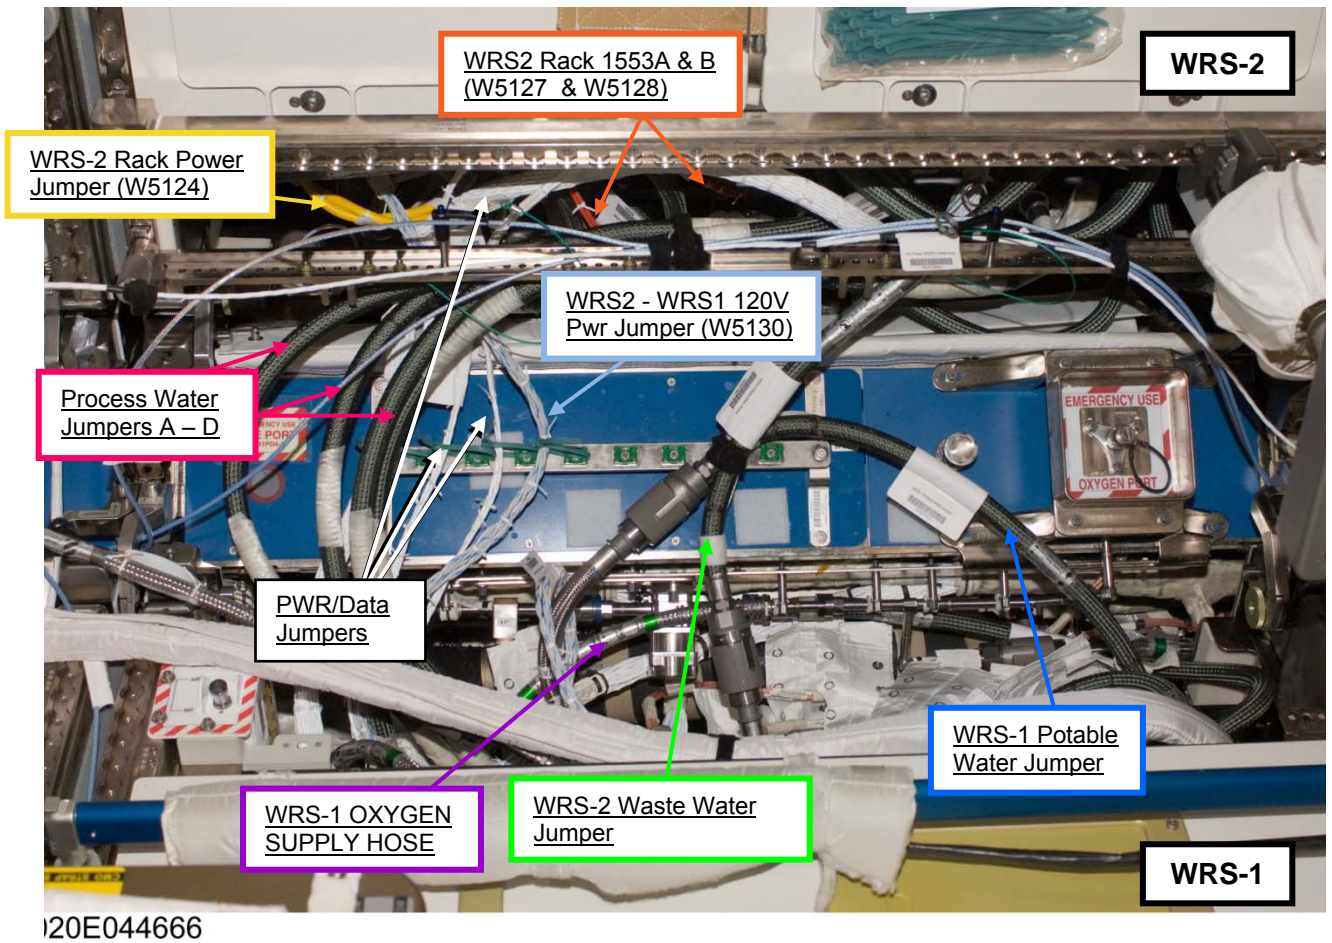 WRS2 Rack 1553A & B
(W5127 & W5128)
WRS-2
WRS-2 Rack Power
Jumper (W5124)
WRS2 - WRS1 120V
Pwr Jumper (W5130)
Process Water
Jumpers A – D
EMERGENCY USE
OXYGEN PORT
PWR/Data
Jumpers
WRS-1 Potable
Water Jumper
WRS-1 OXYGEN
SUPPLY HOSE
WRS-2 Waste Water
Jumper
WRS-1
CMO STRAP
20E044666